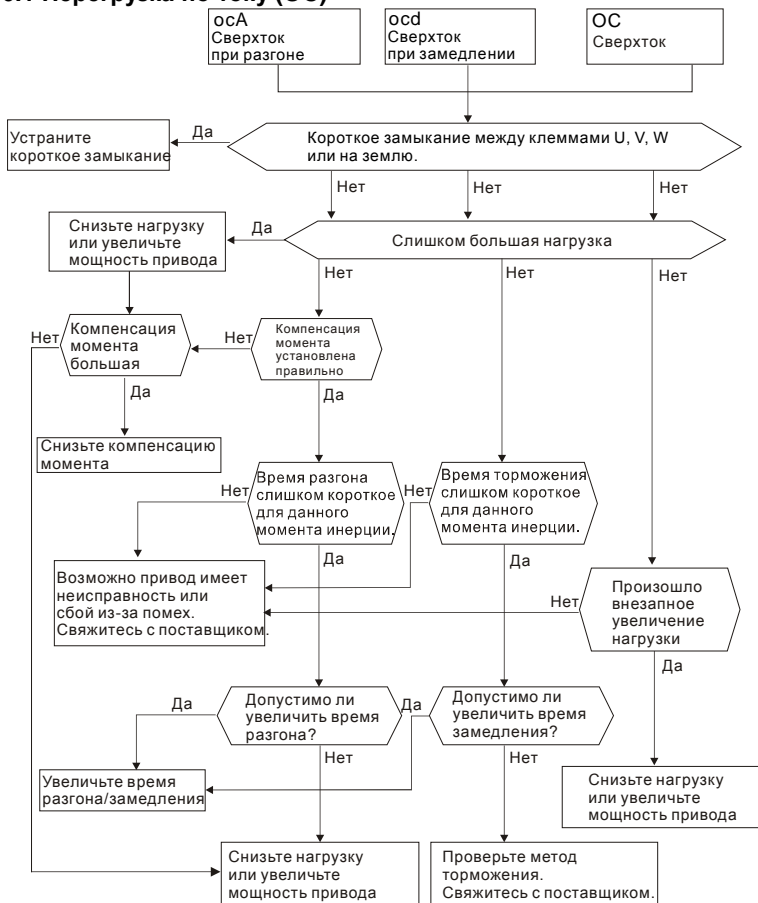 Перегрузка по току (OC)
ocA
Сверхток
при разгоне
ocd
Сверхток
при замедлении
OC
Сверхток
Устраните
короткое замыкание
Да
Короткое замыкание между клеммами U, V, W
или на землю.
Нет
Нет
Нет
Снизьте нагрузку
или увеличьте
мощность привода
Да
Слишком большая нагрузка
Нет
Нет
Нет
Нет
Компенсация
момента
большая
Нет
Компенсация
момента
установлена
правильно
Да
Да
Снизьте компенсацию
момента
Нет
Время разгона
слишком короткое
для данного
момента инерции.
Нет
Время торможения
слишком короткое
для данного
момента инерции.
Да
Да
Возможно привод имеет
неисправность или
сбой из-за помех.
Свяжитесь с поставщиком.
Нет
Произошло
внезапное
увеличение
нагрузки
Да
Да
Допустимо ли
увеличить время
разгона?
Да
Допустимо ли
увеличить время
замедления?
Нет
Нет
Увеличьте время
разгона/замедления
Снизьте нагрузку
или увеличьте
мощность привода
Снизьте нагрузку
или увеличьте
мощность привода
Проверьте метод
торможения.
Свяжитесь с поставщиком.